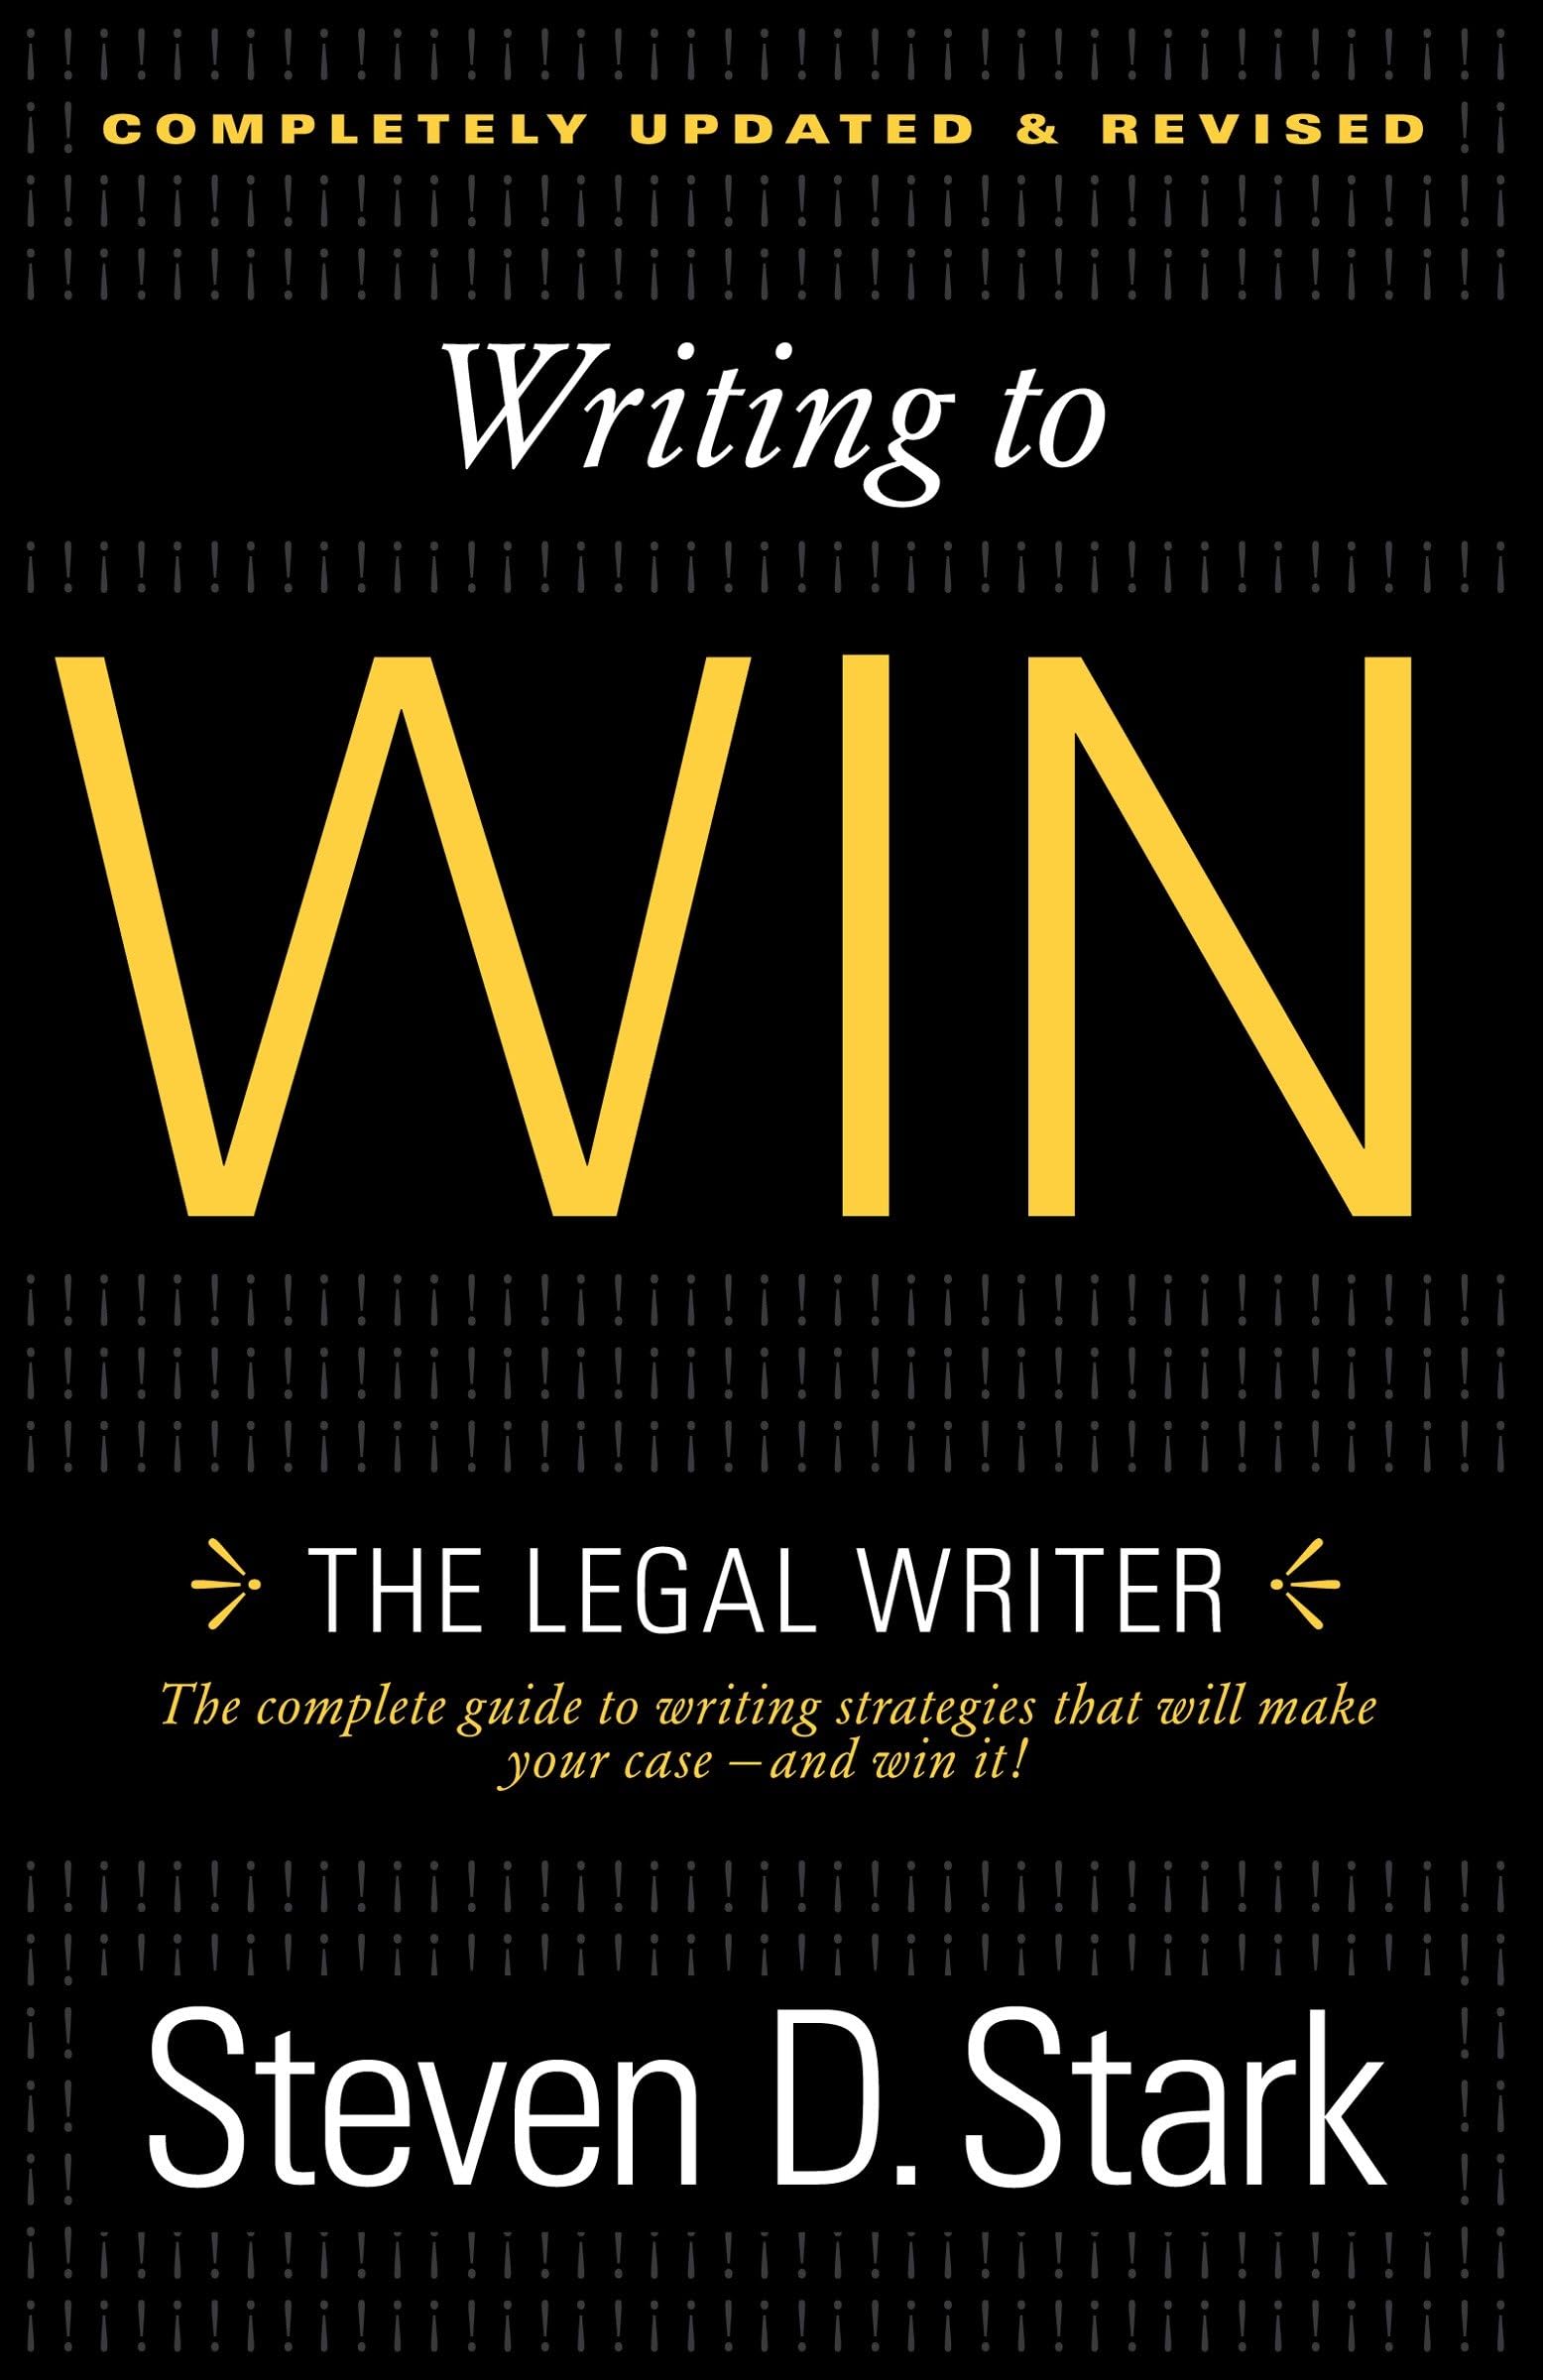 COMPLETELY UPDATED & REVISED
Writing to
WIN
THE LEGAL WRITER
The complete guide to writing strategies that will make
your case —and win it!
Steven D. Stark